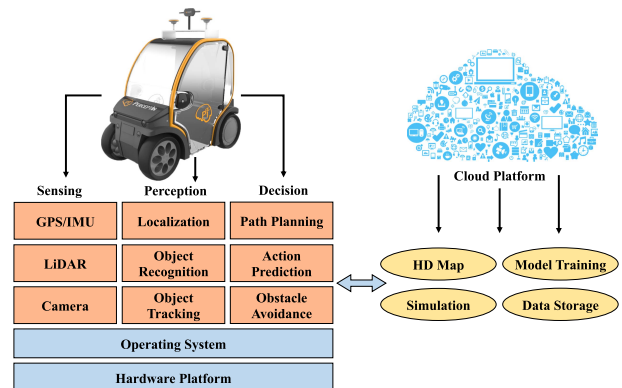 Sensing
Perception
Decision
GPS/IMU
Localization
Path Planning
LiDAR
Object
Recognition
Action
Prediction
Camera
Object
Tracking
Obstacle
Avoidance
Operating System
Hardware Platform
Cloud Platform
HD Map
Model Training
Simulation
Data Storage